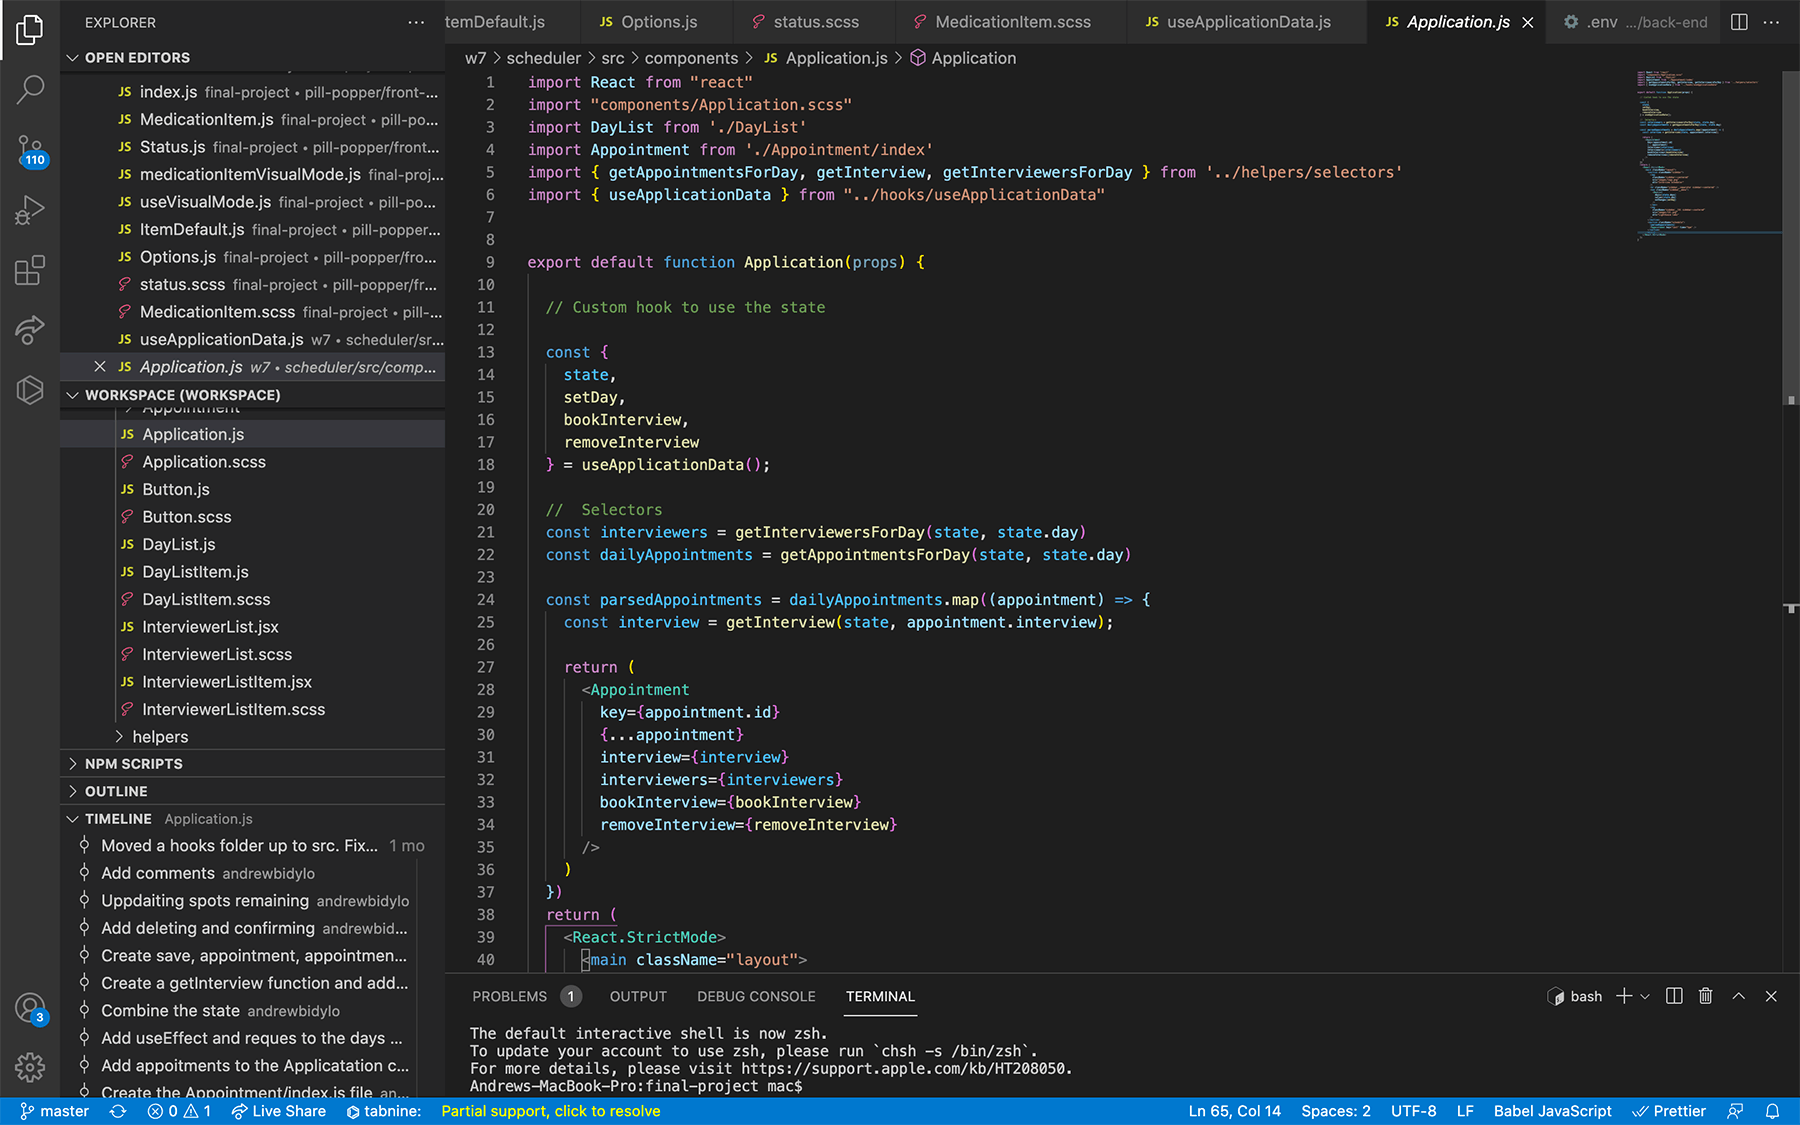 EXPLORER
OPEN EDITORS
index.js final-project • pill-popper/front-...
MedicationItem.js final-project • pill-po...
Status.js final-project • pill-popper/front...
medicationItemVisualMode.js final-proj...
useVisualMode.js final-project • pill-po...
ItemDefault.js final-project • pill-popper...
Options.js final-project • pill-popper/fro...
status.scss final-project • pill-popper/fr...
MedicationItem.scss final-project • pill-...
useApplicationData.js w7 • scheduler/sr...
Application.js w7 • scheduler/src/comp...
WORKSPACE (WORKSPACE)
Appointment
Application.js
Application.scss
Button.js
Button.scss
DayList.js
DayListItem.js
DayListItem.scss
InterviewerList.jsx
InterviewerList.scss
InterviewerListItem.jsx
InterviewerListItem.scss
helpers
NPM SCRIPTS
OUTLINE
TIMELINE Application.js
Moved a hooks folder up to src. Fix... 1 mo
Add comments andrewbidylo
Uppdaiting spots remaining andrewbidylo
Add deleting and confirming andrewbid...
Create save, appointment, appointmen...
Create a getInterview function and add...
Combine the state andrewbidylo
Add useEffect and reques to the days ...
Add appoitments to the Applicatation c...
Create the Appointment/index.js file an...
110
3
temDefault.js
JS Options.js
status.scss
MedicationItem.scss
JS useApplicationData.js
JS Application.js
.env .../back-end
w7 > scheduler > src > components > JS Application.js > Application
1 import React from "react"
2 import "components/Application.scss"
3 import DayList from './DayList'
4 import Appointment from './Appointment/index'
5 import { getAppointmentsForDay, getInterview, getInterviewersForDay } from '../helpers/selectors'
6 import { useApplicationData } from "../hooks/useApplicationData"
7
8
9 export default function Application(props) {
10
11 // Custom hook to use the state
12
13 const {
14 state,
15 setDay,
16 bookInterview,
17 removeInterview
18 } = useApplicationData();
19
20 //  Selectors
21 const interviewers = getInterviewersForDay(state, state.day)
22 const dailyAppointments = getAppointmentsForDay(state, state.day)
23
24 const parsedAppointments = dailyAppointments.map((appointment) => {
25 const interview = getInterview(state, appointment.interview);
26
27 return (
28 <Appointment
29 key={appointment.id}
30 {...appointment}
31 interview={interview}
32 interviewers={interviewers}
33 bookInterview={bookInterview}
34 removeInterview={removeInterview}
35 />
36 )
37 })
38 return (
39 <React.StrictMode>
40 <main className="layout">
PROBLEMS 1 OUTPUT DEBUG CONSOLE TERMINAL
bash
The default interactive shell is now zsh.
To update your account to use zsh, please run `chsh -s /bin/zsh`.
For more details, please visit https://support.apple.com/kb/HT208050.
Andrews-MacBook-Pro:final-project mac$
master 0 1 Live Share tabnine: Partial support, click to resolve
Ln 65, Col 14 Spaces: 2 UTF-8 LF Babel JavaScript Prettier